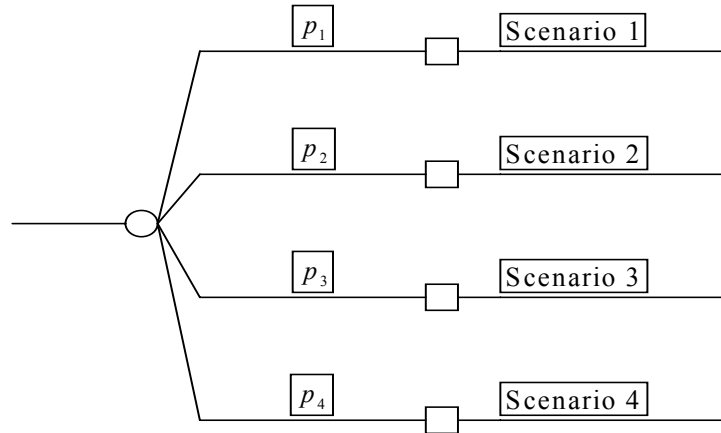 p₁ Scenario 1
p₂ Scenario 2
p₃ Scenario 3
p₄ Scenario 4